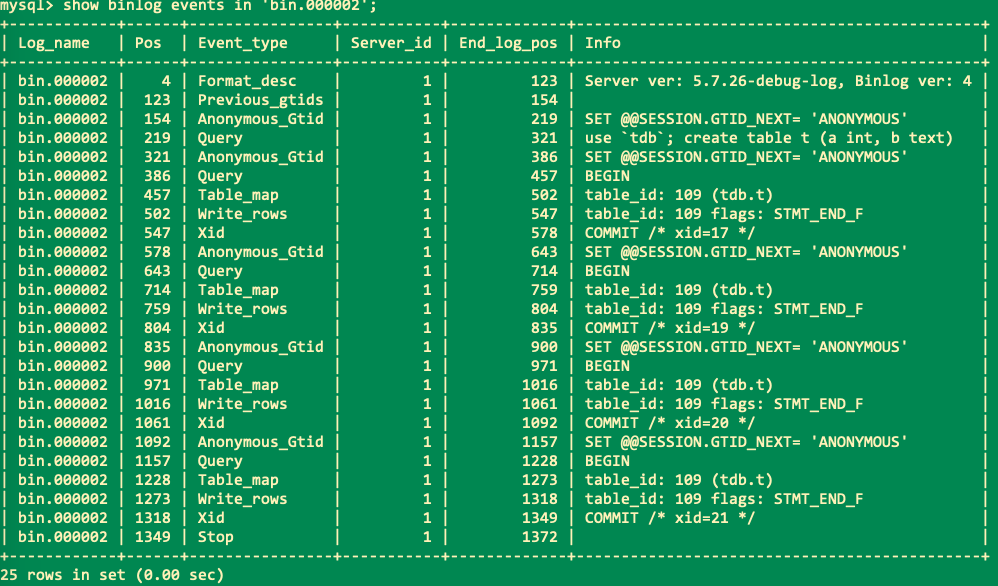 mysql> show binlog events in 'bin.000002';
+------------+------+----------------+-----------+-------------+---------------------------------------+
| Log_name | Pos | Event_type | Server_id | End_log_pos | Info |
+------------+------+----------------+-----------+-------------+---------------------------------------+
| bin.000002 | 4 | Format_desc | 1 | 123 | Server ver: 5.7.26-debug-log, Binlog ver: 4 |
| bin.000002 | 123 | Previous_gtids | 1 | 154 | |
| bin.000002 | 154 | Anonymous_Gtid | 1 | 219 | SET @@SESSION.GTID_NEXT= 'ANONYMOUS' |
| bin.000002 | 219 | Query | 1 | 321 | use `tdb`; create table t (a int, b text) |
| bin.000002 | 321 | Anonymous_Gtid | 1 | 386 | SET @@SESSION.GTID_NEXT= 'ANONYMOUS' |
| bin.000002 | 386 | Query | 1 | 457 | BEGIN |
| bin.000002 | 457 | Table_map | 1 | 502 | table_id: 109 (tdb.t) |
| bin.000002 | 502 | Write_rows | 1 | 547 | table_id: 109 flags: STMT_END_F |
| bin.000002 | 547 | Xid | 1 | 578 | COMMIT /* xid=17 */ |
| bin.000002 | 578 | Anonymous_Gtid | 1 | 643 | SET @@SESSION.GTID_NEXT= 'ANONYMOUS' |
| bin.000002 | 643 | Query | 1 | 714 | BEGIN |
| bin.000002 | 714 | Table_map | 1 | 759 | table_id: 109 (tdb.t) |
| bin.000002 | 759 | Write_rows | 1 | 804 | table_id: 109 flags: STMT_END_F |
| bin.000002 | 804 | Xid | 1 | 835 | COMMIT /* xid=19 */ |
| bin.000002 | 835 | Anonymous_Gtid | 1 | 900 | SET @@SESSION.GTID_NEXT= 'ANONYMOUS' |
| bin.000002 | 900 | Query | 1 | 971 | BEGIN |
| bin.000002 | 971 | Table_map | 1 | 1016 | table_id: 109 (tdb.t) |
| bin.000002 | 1016 | Write_rows | 1 | 1061 | table_id: 109 flags: STMT_END_F |
| bin.000002 | 1061 | Xid | 1 | 1092 | COMMIT /* xid=20 */ |
| bin.000002 | 1092 | Anonymous_Gtid | 1 | 1157 | SET @@SESSION.GTID_NEXT= 'ANONYMOUS' |
| bin.000002 | 1157 | Query | 1 | 1228 | BEGIN |
| bin.000002 | 1228 | Table_map | 1 | 1273 | table_id: 109 (tdb.t) |
| bin.000002 | 1273 | Write_rows | 1 | 1318 | table_id: 109 flags: STMT_END_F |
| bin.000002 | 1318 | Xid | 1 | 1349 | COMMIT /* xid=21 */ |
| bin.000002 | 1349 | Stop | 1 | 1372 | |
+------------+------+----------------+-----------+-------------+---------------------------------------+
25 rows in set (0.00 sec)